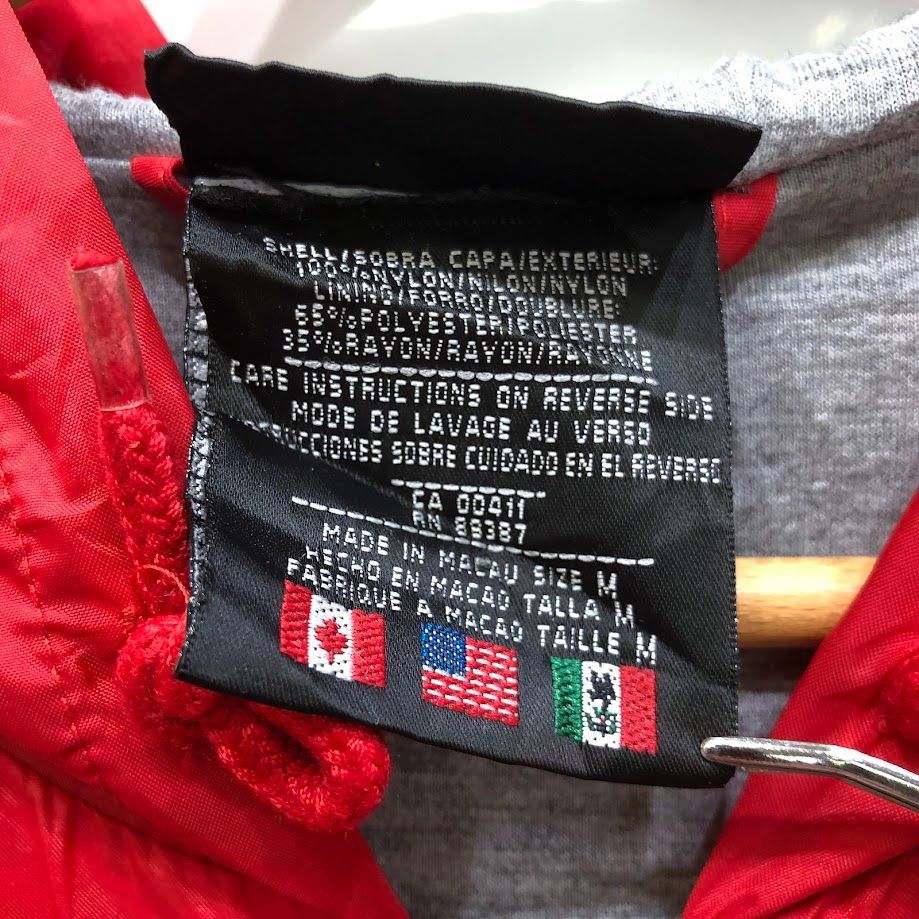 SHELL/SOBRA CAPA/EXTERIEUR:
100%NYLON/NILON/NYLON
LINING/FORRO/DOUBLURE:
65%POLYESTER/POLIESTER
35%RAYON/RAYON/RAYONNE
CARE INSTRUCTIONS ON REVERSE SIDE
MODE DE LAVAGE AU VERSO
SOBRE CUIDADO EN EL REVERSO
CA 00411
RN 89387
MADE IN MACAU SIZE M
HECHO EN MACAO TALLA M
FABRIQUE A MACAO TAILLE M